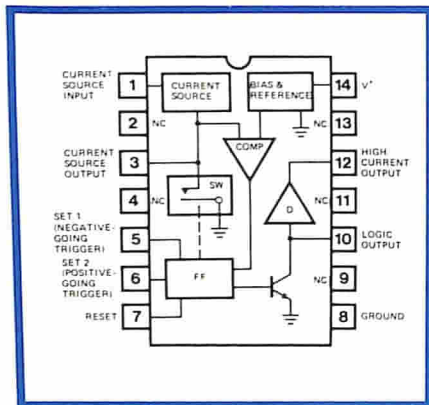 CURRENT
SOURCE
INPUT
1
CURRENT
SOURCE
BIAS &
REFERENCE
14
V+
2
NC
NC
13
CURRENT
SOURCE
OUTPUT
3
COMP
12
HIGH
CURRENT
OUTPUT
4
NC
SW
NC
11
SET 1
(NEGATIVE-
GOING
TRIGGER)
5
D
10
LOGIC
OUTPUT
SET 2
(POSITIVE-
GOING
TRIGGER)
6
FF
NC
9
RESET
7
8
GROUND